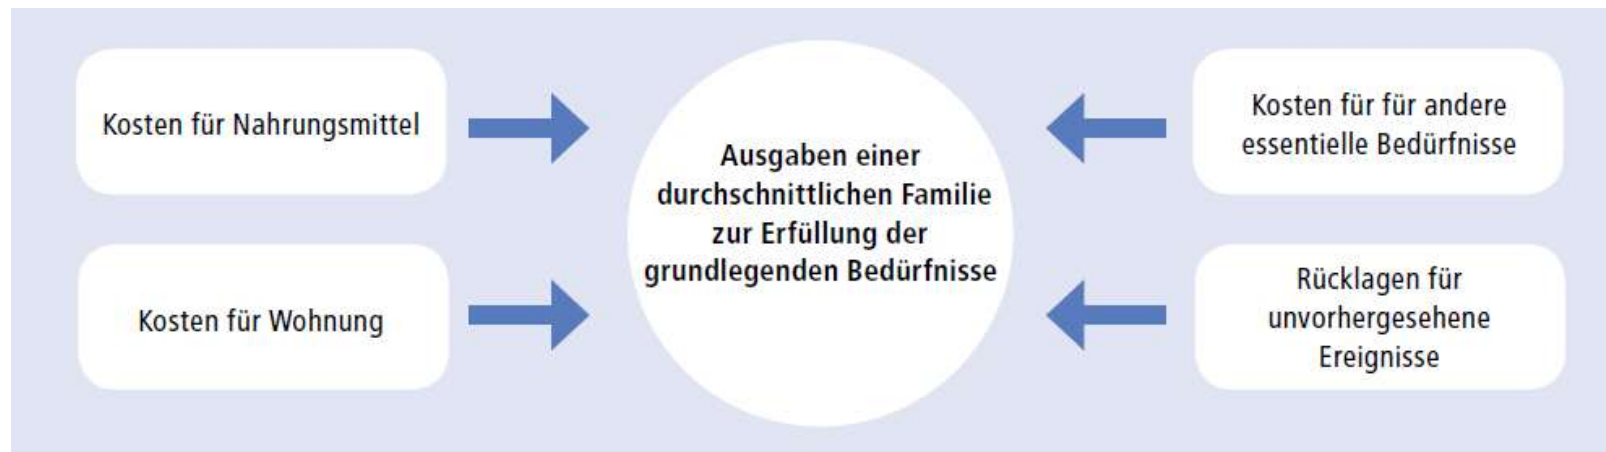 Kosten für Nahrungsmittel
Kosten für Wohnung
Ausgaben einer
durchschnittlichen Familie
zur Erfüllung der
grundlegenden Bedürfnisse
Kosten für für andere
essentielle Bedürfnisse
Rücklagen für
unvorhergesehene
Ereignisse